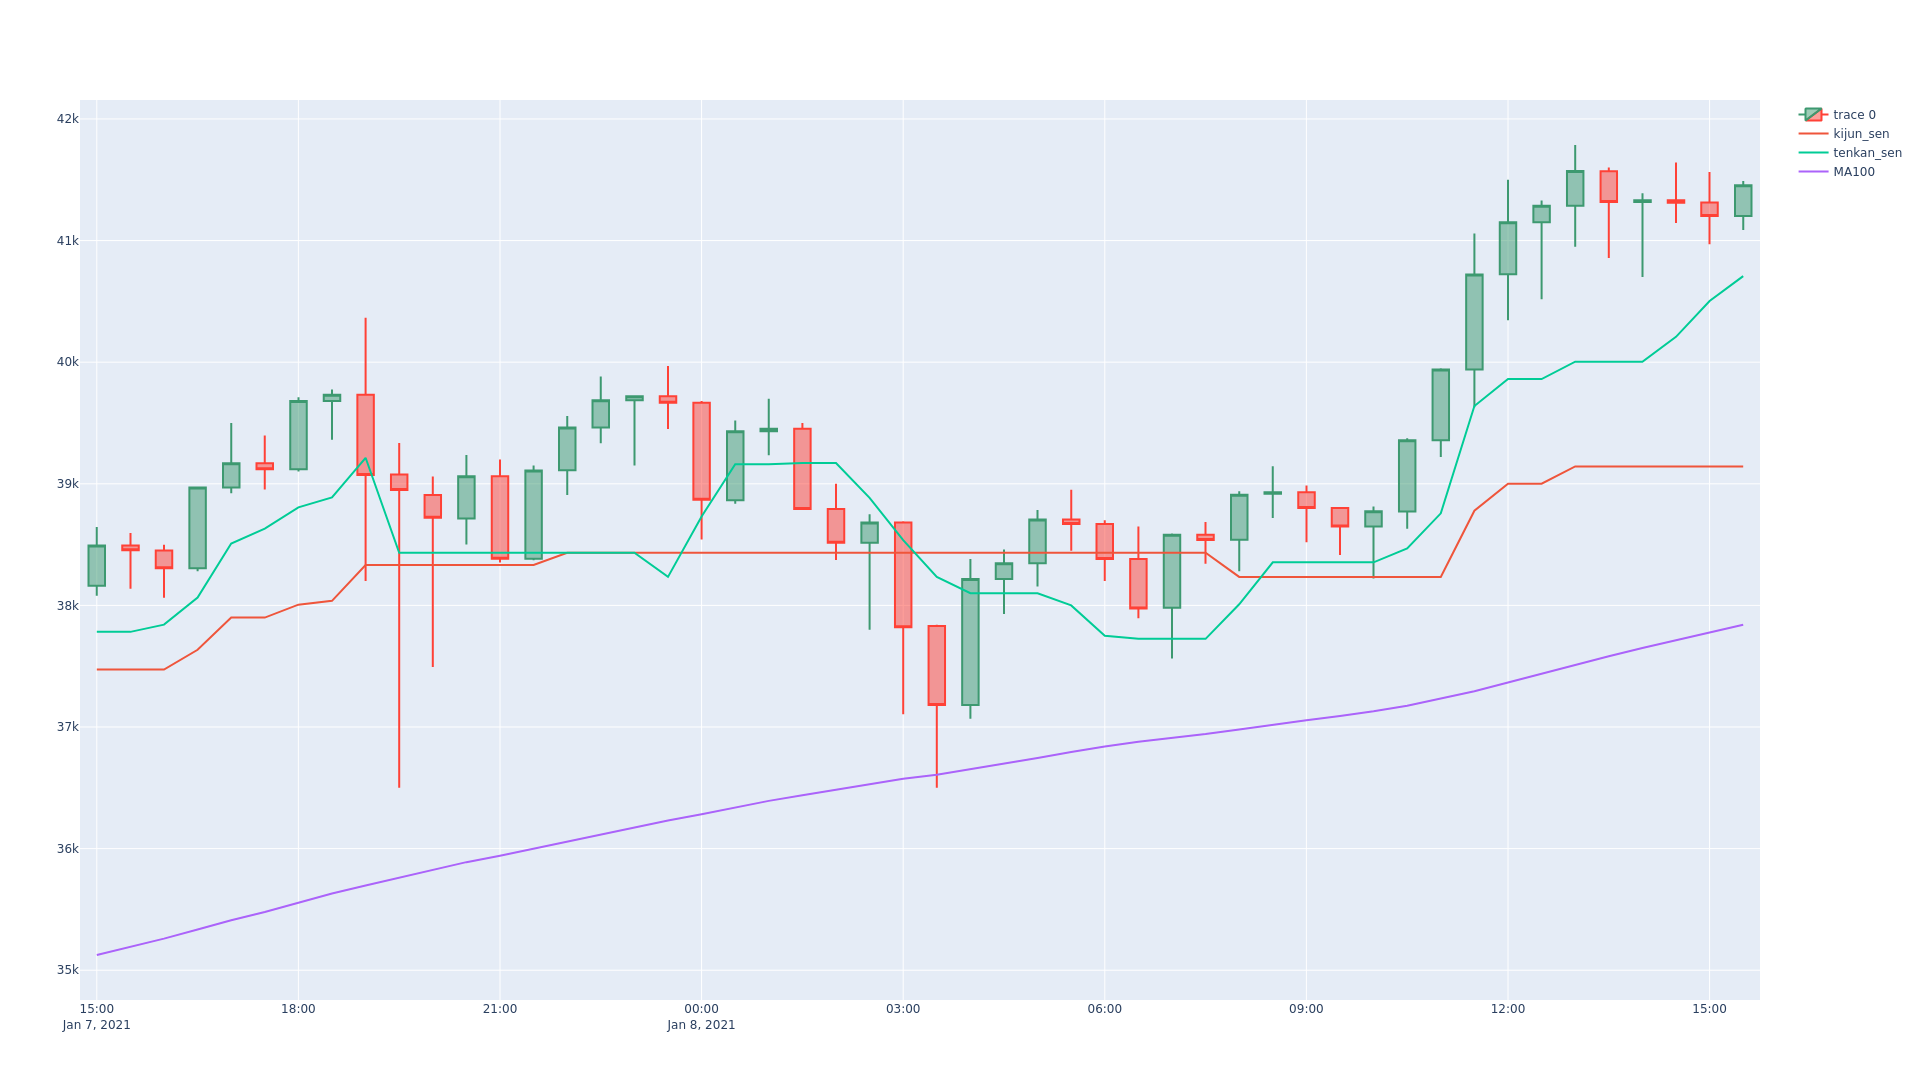 42k
41k
40k
39k
38k
37k
36k
35k
15:00 18:00 21:00 00:00 03:00 06:00 09:00 12:00 15:00
Jan 7, 2021 Jan 8, 2021
trace 0
kijun_sen
tenkan_sen
MA100